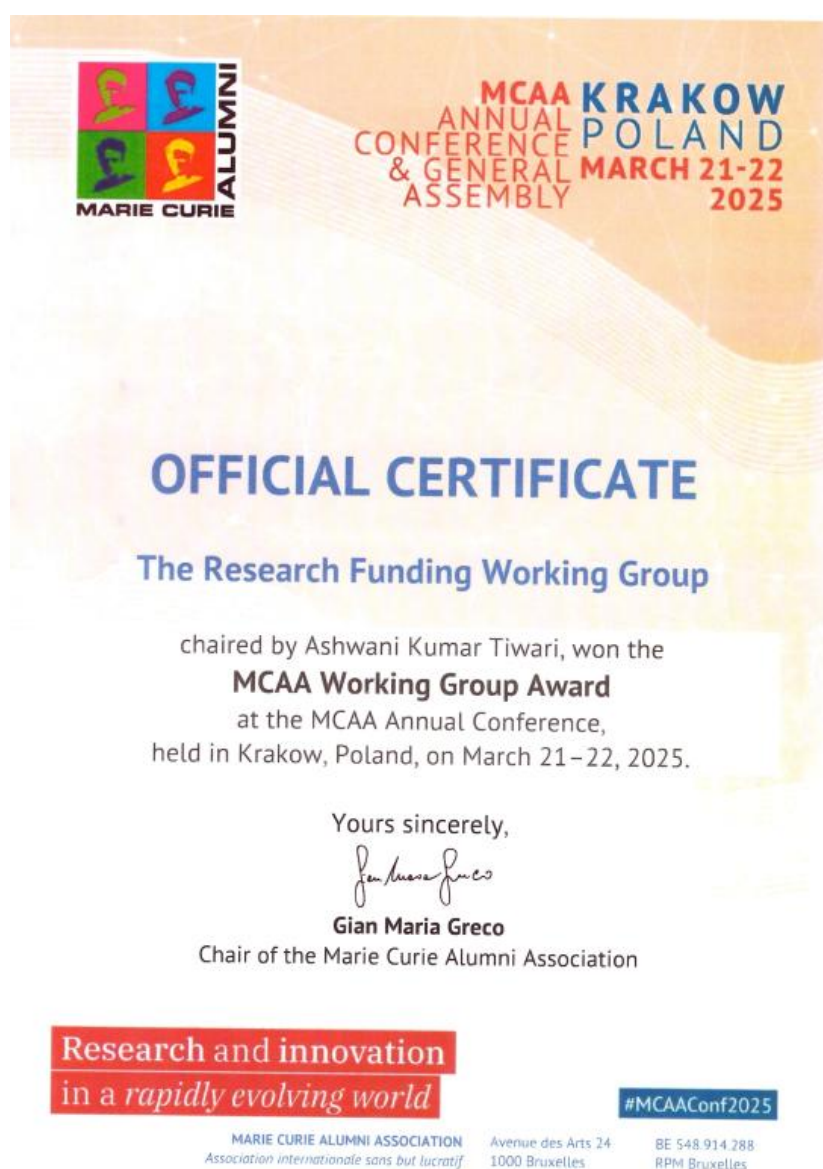 MARIE CURIE
ALUMNI
MCAA
ANNUAL
CONFERENCE
& GENERAL
ASSEMBLY
KRAKOW
POLAND
MARCH 21-22
2025
OFFICIAL CERTIFICATE
The Research Funding Working Group
chaired by Ashwani Kumar Tiwari, won the
MCAA Working Group Award
at the MCAA Annual Conference,
held in Krakow, Poland, on March 21–22, 2025.
Yours sincerely,
Gian Maria Greco
Gian Maria Greco
Chair of the Marie Curie Alumni Association
Research and innovation
in a rapidly evolving world
#MCAAConf2025
MARIE CURIE ALUMNI ASSOCIATION
Association internationale sans but lucratif
Avenue des Arts 24
1000 Bruxelles
BE 548.914.288
RPM Bruxelles